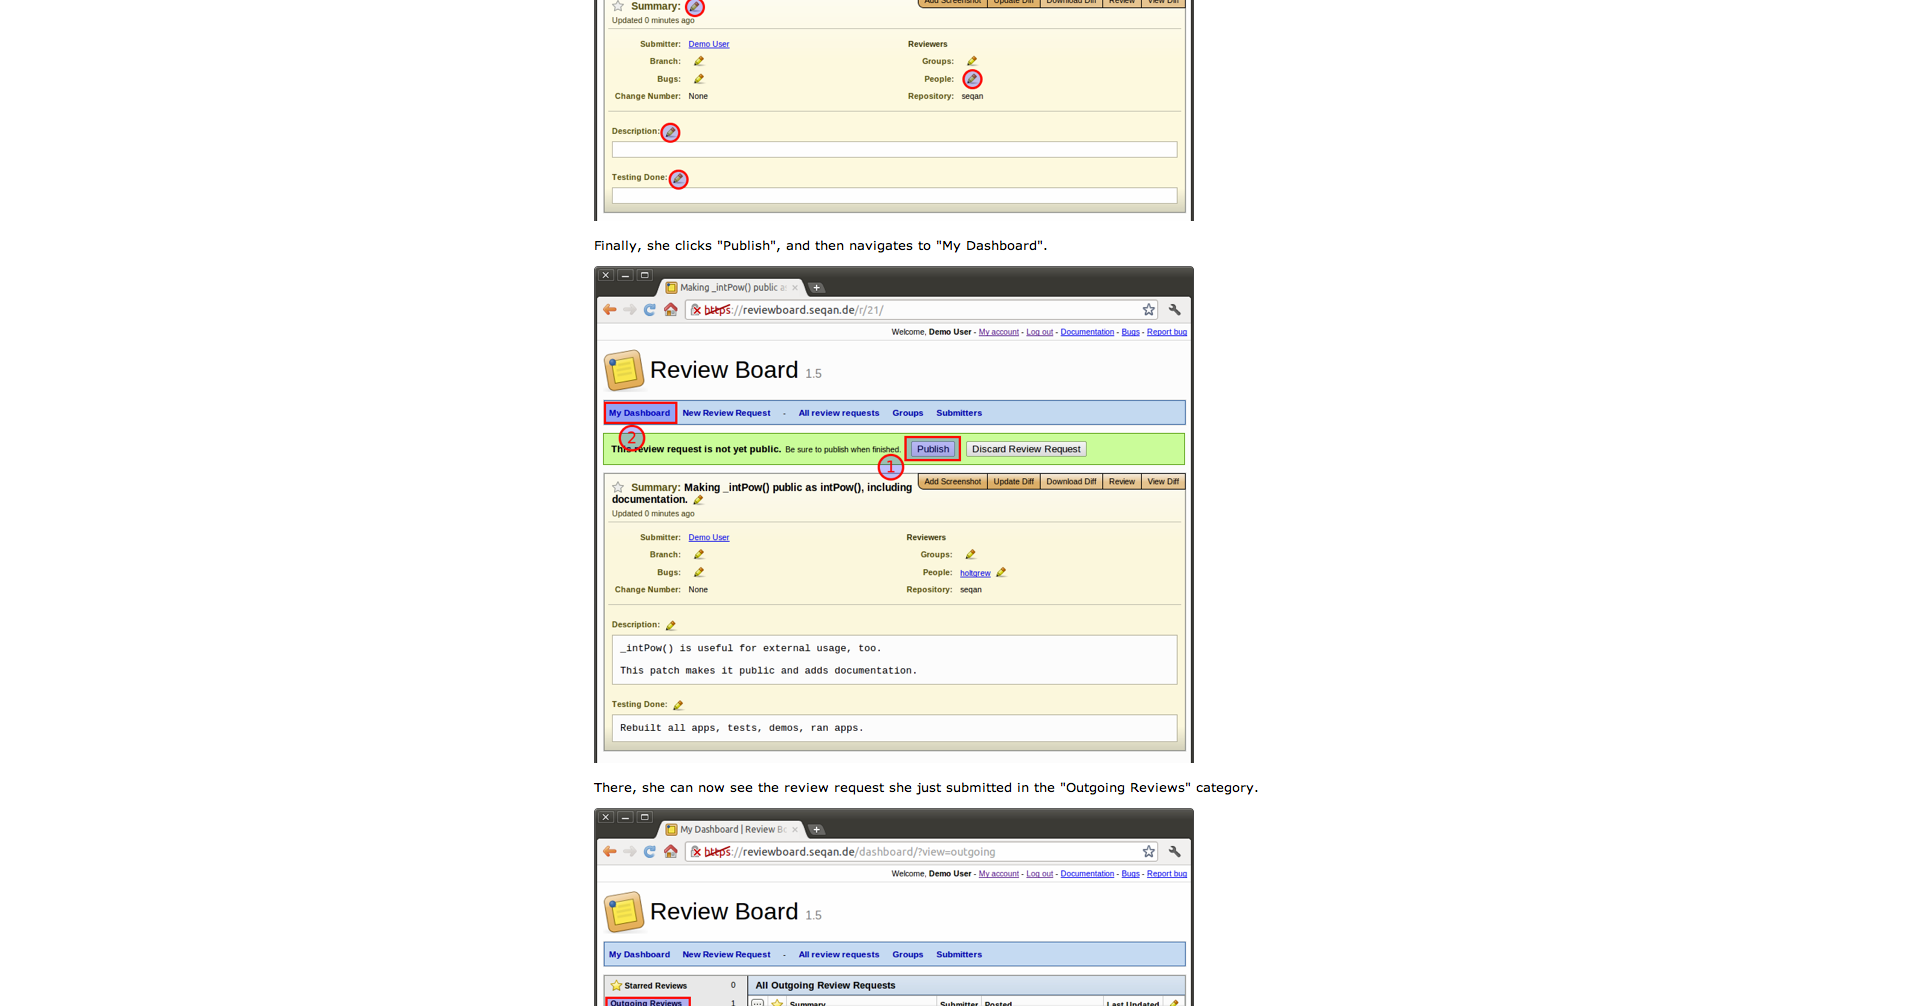 Summary:
Add Screenshot Update Diff Download Diff Review View Diff
Updated 0 minutes ago
Submitter: Demo User Reviewers
Branch: Groups:
Bugs: People:
Change Number: None Repository: seqan
Description:
Testing Done:
Finally, she clicks "Publish", and then navigates to "My Dashboard".
Making _intPow() public as
https://reviewboard.seqan.de/r/21/
Welcome, Demo User - My account - Log out - Documentation - Bugs - Report bug
Review Board 1.5
My Dashboard New Review Request - All review requests Groups Submitters
2
This review request is not yet public. Be sure to publish when finished. Publish Discard Review Request
1
Summary: Making _intPow() public as intPow(), including
documentation.
Add Screenshot Update Diff Download Diff Review View Diff
Updated 0 minutes ago
Submitter: Demo User Reviewers
Branch: Groups:
Bugs: People: holtgrew
Change Number: None Repository: seqan
Description:
_intPow() is useful for external usage, too.
This patch makes it public and adds documentation.
Testing Done:
Rebuilt all apps, tests, demos, ran apps.
There, she can now see the review request she just submitted in the "Outgoing Reviews" category.
My Dashboard | Review Bo
https://reviewboard.seqan.de/dashboard/?view=outgoing
Welcome, Demo User - My account - Log out - Documentation - Bugs - Report bug
Review Board 1.5
My Dashboard New Review Request - All review requests Groups Submitters
Starred Reviews 0 All Outgoing Review Requests
Outgoing Reviews 1 Summary Submitter Posted Last Updated